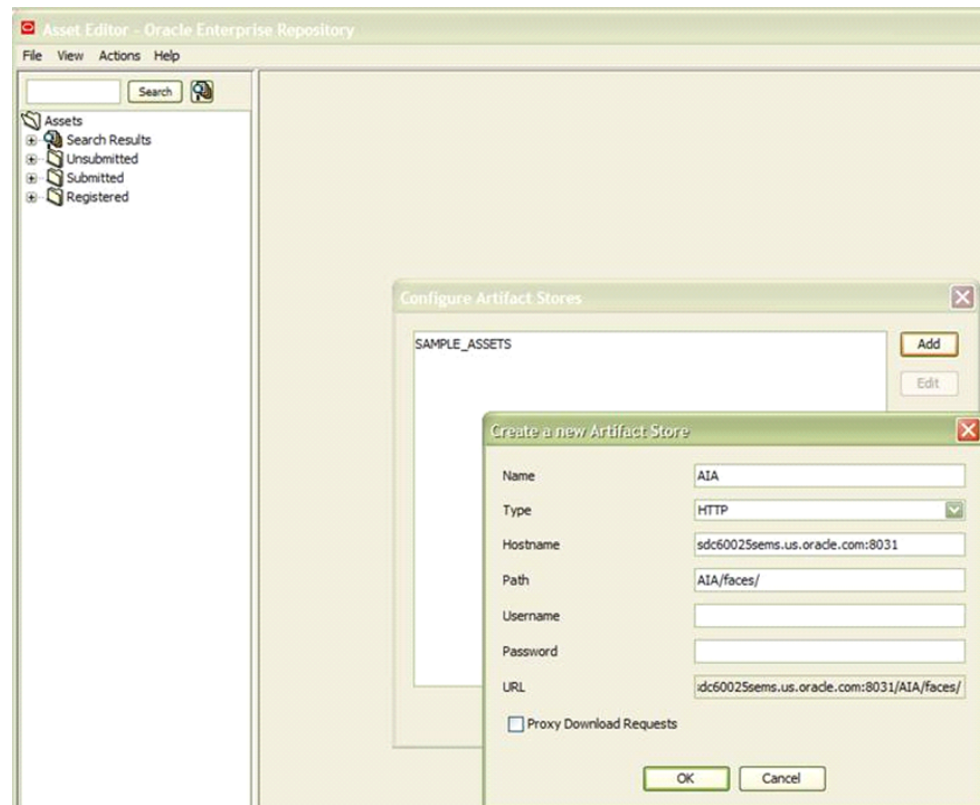 Asset Editor - Oracle Enterprise Repository
File View Actions Help
Search
Assets
Search Results
Unsubmitted
Submitted
Registered
Configure Artifact Stores
SAMPLE_ASSETS
Add
Edit
Create a new Artifact Store
Name AIA
Type HTTP
Hostname sdc60025sems.us.oracle.com:8031
Path AIA/faces/
Username
Password
URL dc60025sems.us.oracle.com:8031/AIA/faces/
Proxy Download Requests
OK Cancel